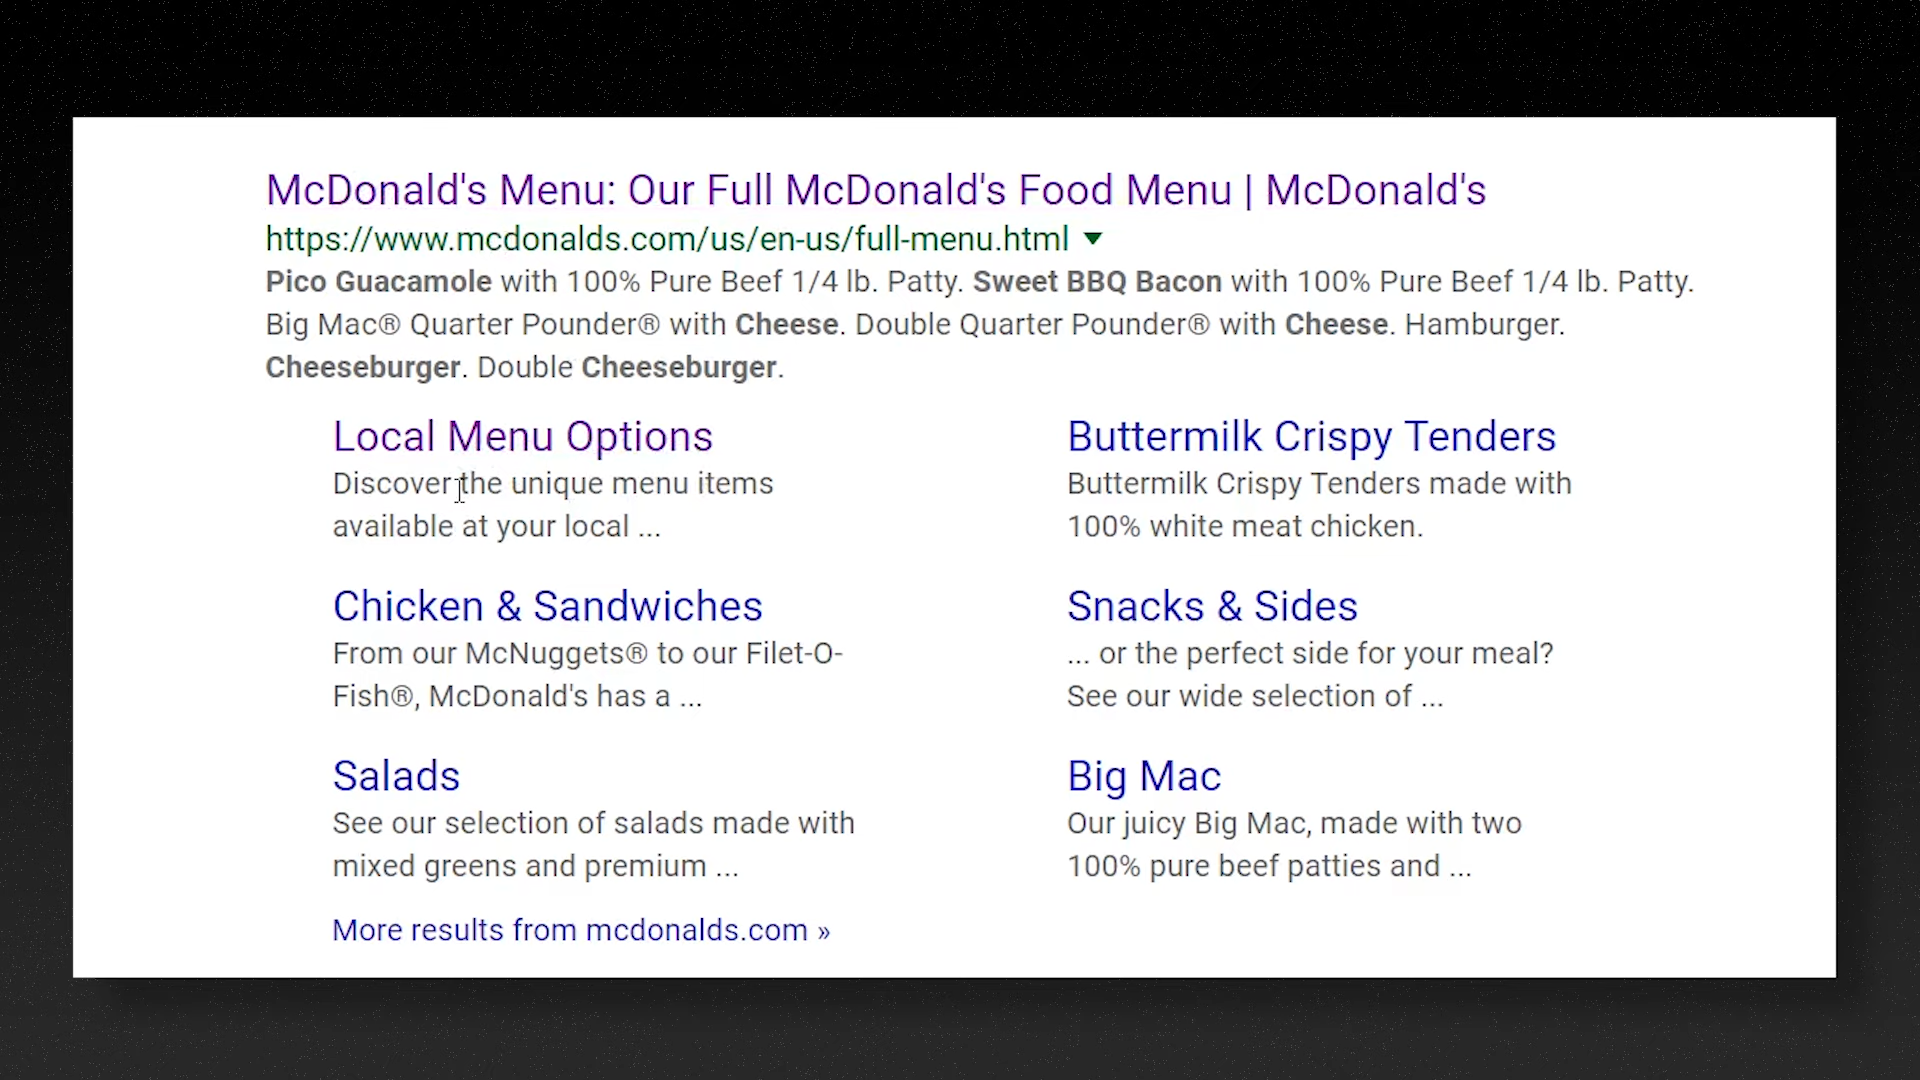 McDonald's Menu: Our Full McDonald's Food Menu | McDonald's
https://www.mcdonalds.com/us/en-us/full-menu.html
Pico Guacamole with 100% Pure Beef 1/4 lb. Patty. Sweet BBQ Bacon with 100% Pure Beef 1/4 lb. Patty.
Big Mac® Quarter Pounder® with Cheese. Double Quarter Pounder® with Cheese. Hamburger.
Cheeseburger. Double Cheeseburger.
Local Menu Options
Discover the unique menu items
available at your local ...
Buttermilk Crispy Tenders
Buttermilk Crispy Tenders made with
100% white meat chicken.
Chicken & Sandwiches
From our McNuggets® to our Filet-O-
Fish®, McDonald's has a ...
Snacks & Sides
... or the perfect side for your meal?
See our wide selection of ...
Salads
See our selection of salads made with
mixed greens and premium ...
Big Mac
Our juicy Big Mac, made with two
100% pure beef patties and ...
More results from mcdonalds.com »